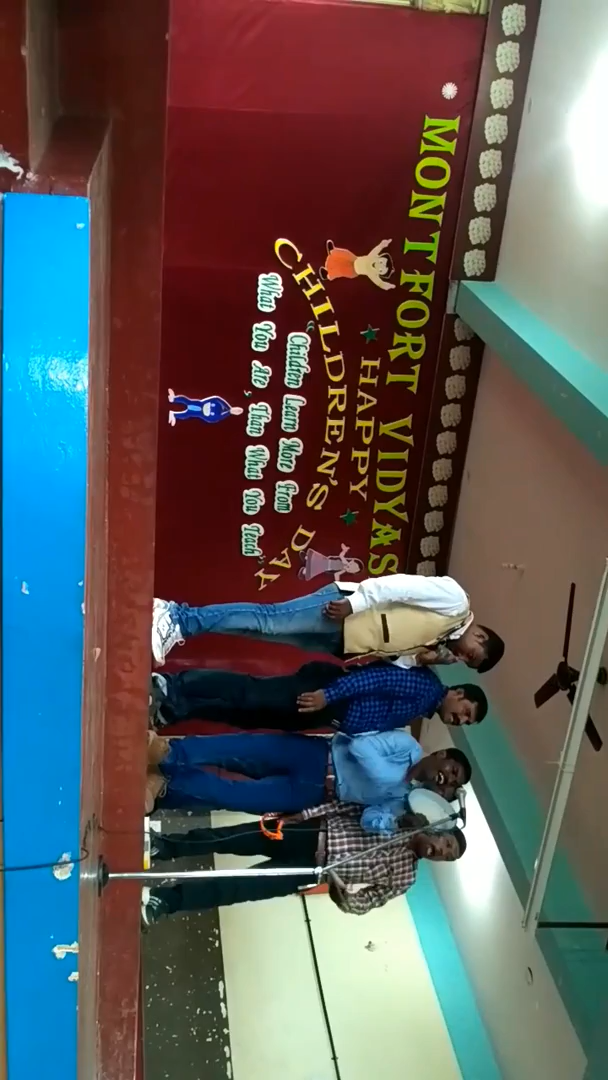 MONTFORT VIDYAS
HAPPY
CHILDREN'S DAY
"Children Learn More From
What You Are, Than What You Teach"